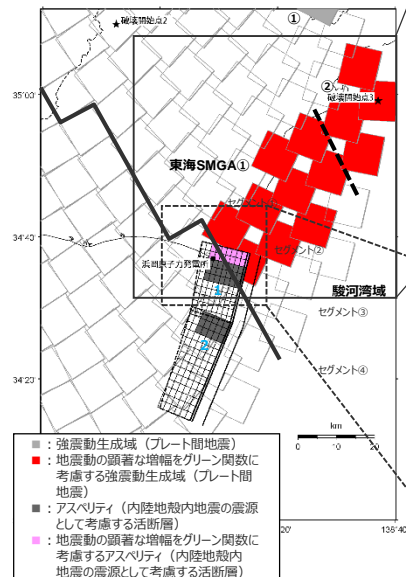 ①
★破壊開始点2
35°00'
②
破壊開始点3
東海SMGA①
セグメント①
34°40'
セグメント②
浜岡原子力発電所
1
駿河湾域
セグメント③
2
34°20'
セグメント④
km
0 10 20
20'
138°40'
■：強震動生成域（プレート間地震）
■：地震動の顕著な増幅をグリーン関数に
考慮する強震動生成域（プレート間
地震）
■：アスペリティ（内陸地殻内地震の震源
として考慮する活断層）
■：地震動の顕著な増幅をグリーン関数に
考慮するアスペリティ（内陸地殻内
地震の震源として考慮する活断層）